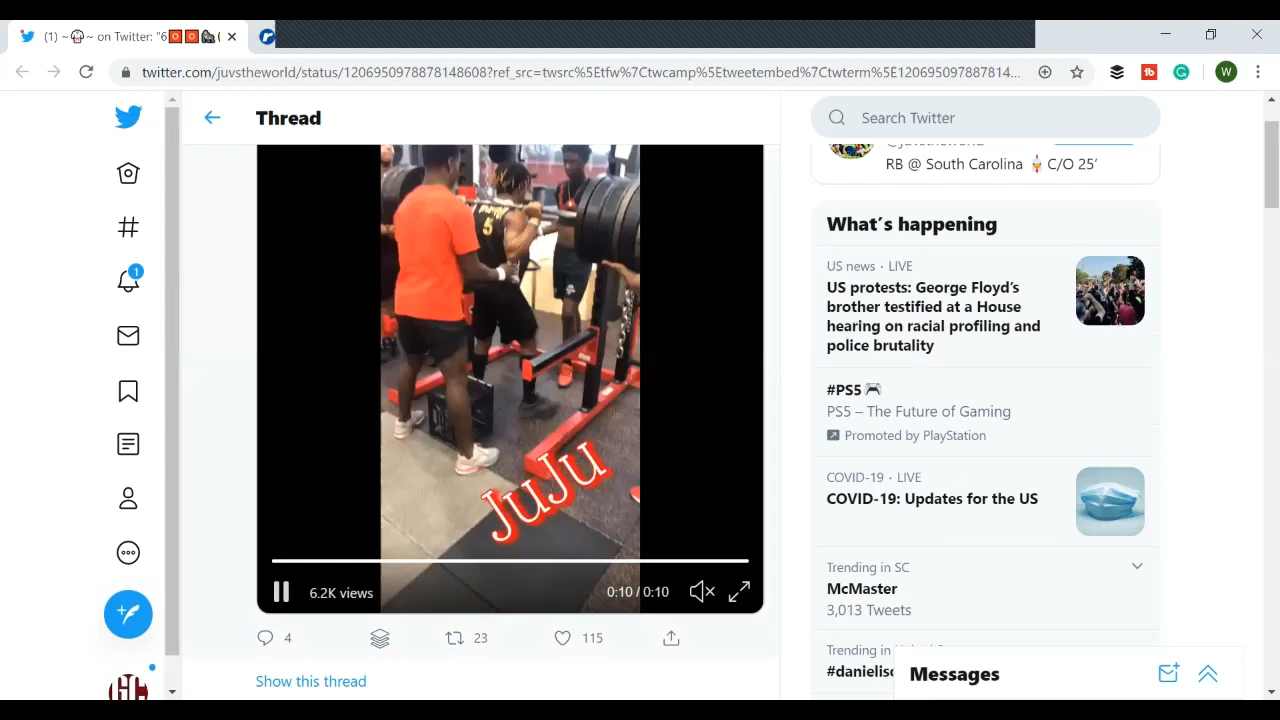 (1) ~ ~ on Twitter: "6
twitter.com/juvstheworld/status/1206950978878148608?ref_src=twsrc%5Etfw%7Ctwcamp%5Etweetembed%7Ctwterm%5E12069509788​7814...
W
Thread
Search Twitter
RB @ South Carolina C/O 25’
What’s happening
US news · LIVE
US protests: George Floyd’s
brother testified at a House
hearing on racial profiling and
police brutality
#PS5
PS5 – The Future of Gaming
Promoted by PlayStation
COVID-19 · LIVE
COVID-19: Updates for the US
Trending in SC
McMaster
3,013 Tweets
Trending in
Messages
1
5
JuJu
6.2K views
0:10 / 0:10
4
23
115
Show this thread
GC